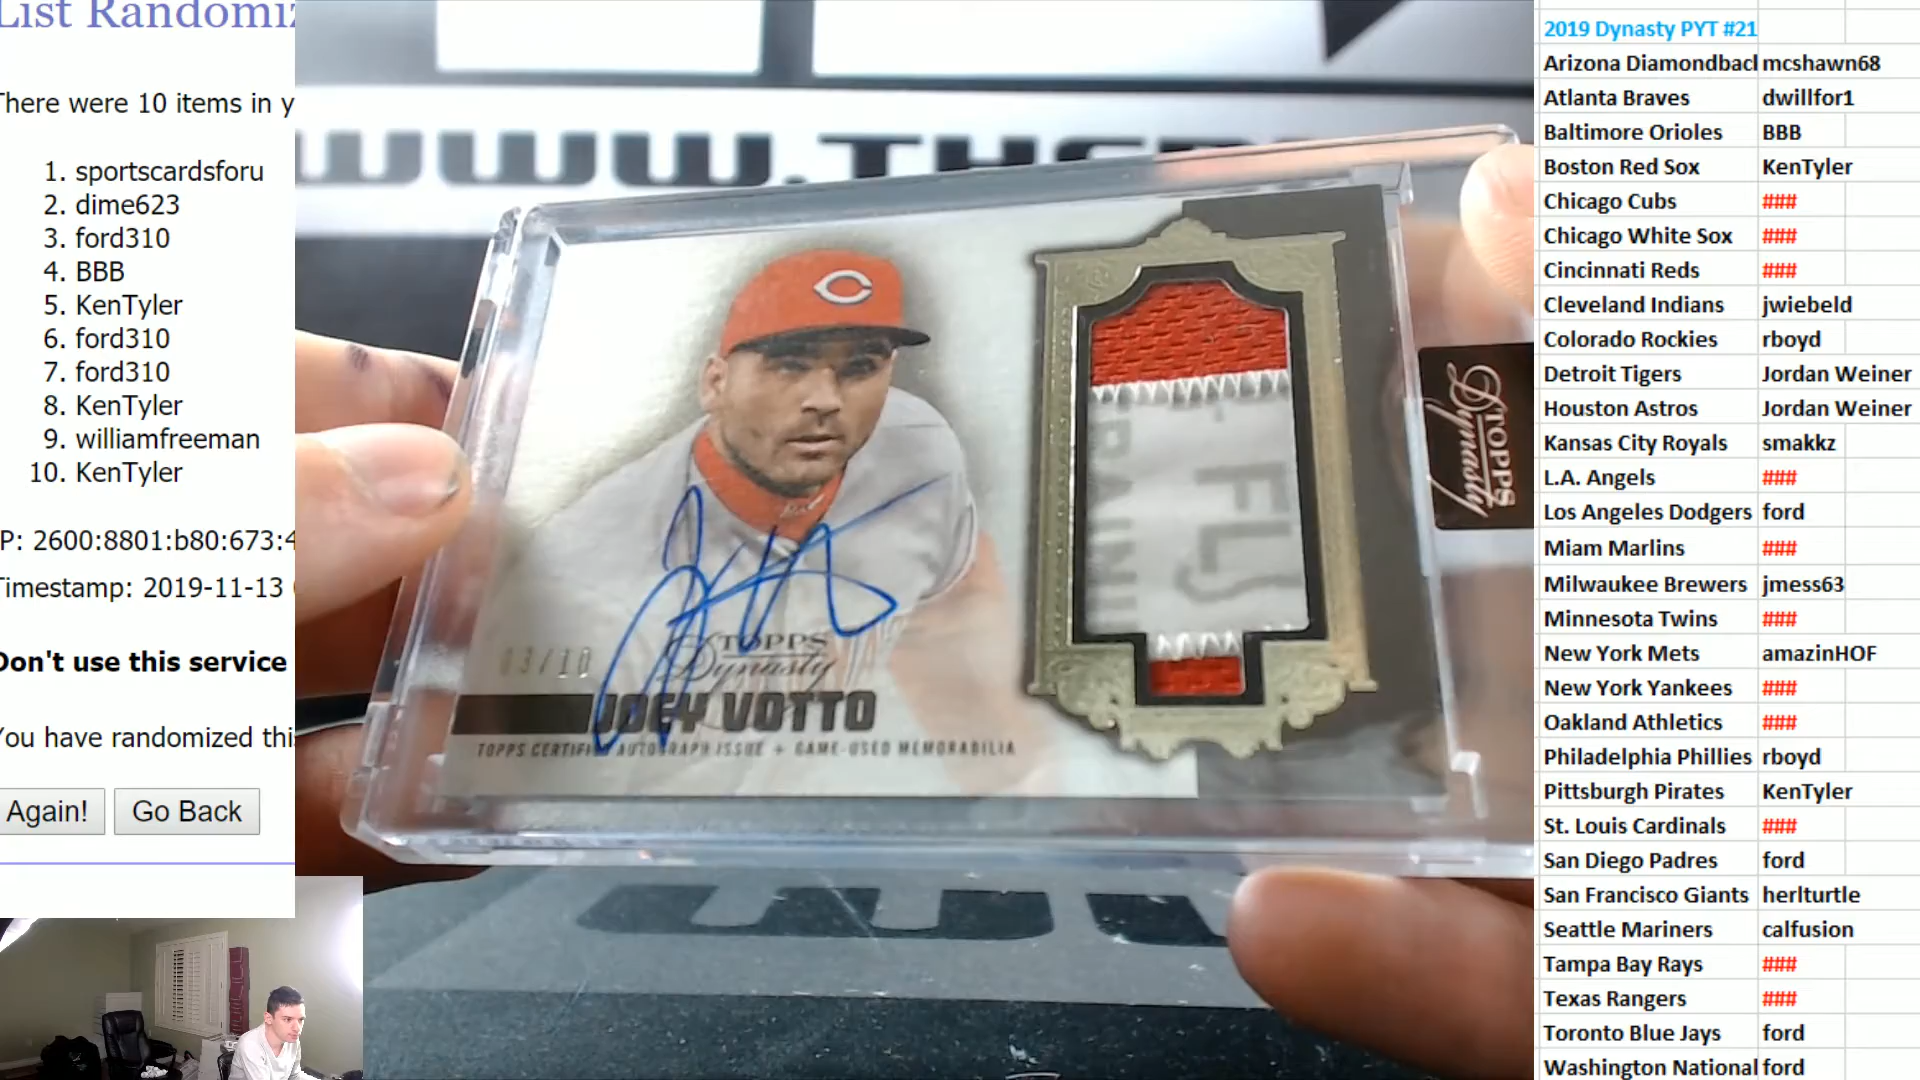 List Randomiz
There were 10 items in y
1. sportscardsforu
2. dime623
3. ford310
4. BBB
5. KenTyler
6. ford310
7. ford310
8. KenTyler
9. williamfreeman
10. KenTyler
P: 2600:8801:b80:673:4
Timestamp: 2019-11-13
Don't use this service
You have randomized this
Again!
Go Back
WWW.THE
C
03/10
TOPPS
Dynasty
JOEY VOTTO
TOPPS CERTIFIED AUTOGRAPH ISSUE + GAME-USED MEMORABILIA
TOPPS
Dynasty
2019 Dynasty PYT #21
Arizona Diamondbacl mcshawn68
Atlanta Braves dwillfor1
Baltimore Orioles BBB
Boston Red Sox KenTyler
Chicago Cubs ###
Chicago White Sox ###
Cincinnati Reds ###
Cleveland Indians jwiebeld
Colorado Rockies rboyd
Detroit Tigers Jordan Weiner
Houston Astros Jordan Weiner
Kansas City Royals smakkz
L.A. Angels ###
Los Angeles Dodgers ford
Miam Marlins ###
Milwaukee Brewers jmess63
Minnesota Twins ###
New York Mets amazinHOF
New York Yankees ###
Oakland Athletics ###
Philadelphia Phillies rboyd
Pittsburgh Pirates KenTyler
St. Louis Cardinals ###
San Diego Padres ford
San Francisco Giants herlturtle
Seattle Mariners calfusion
Tampa Bay Rays ###
Texas Rangers ###
Toronto Blue Jays ford
Washington National ford